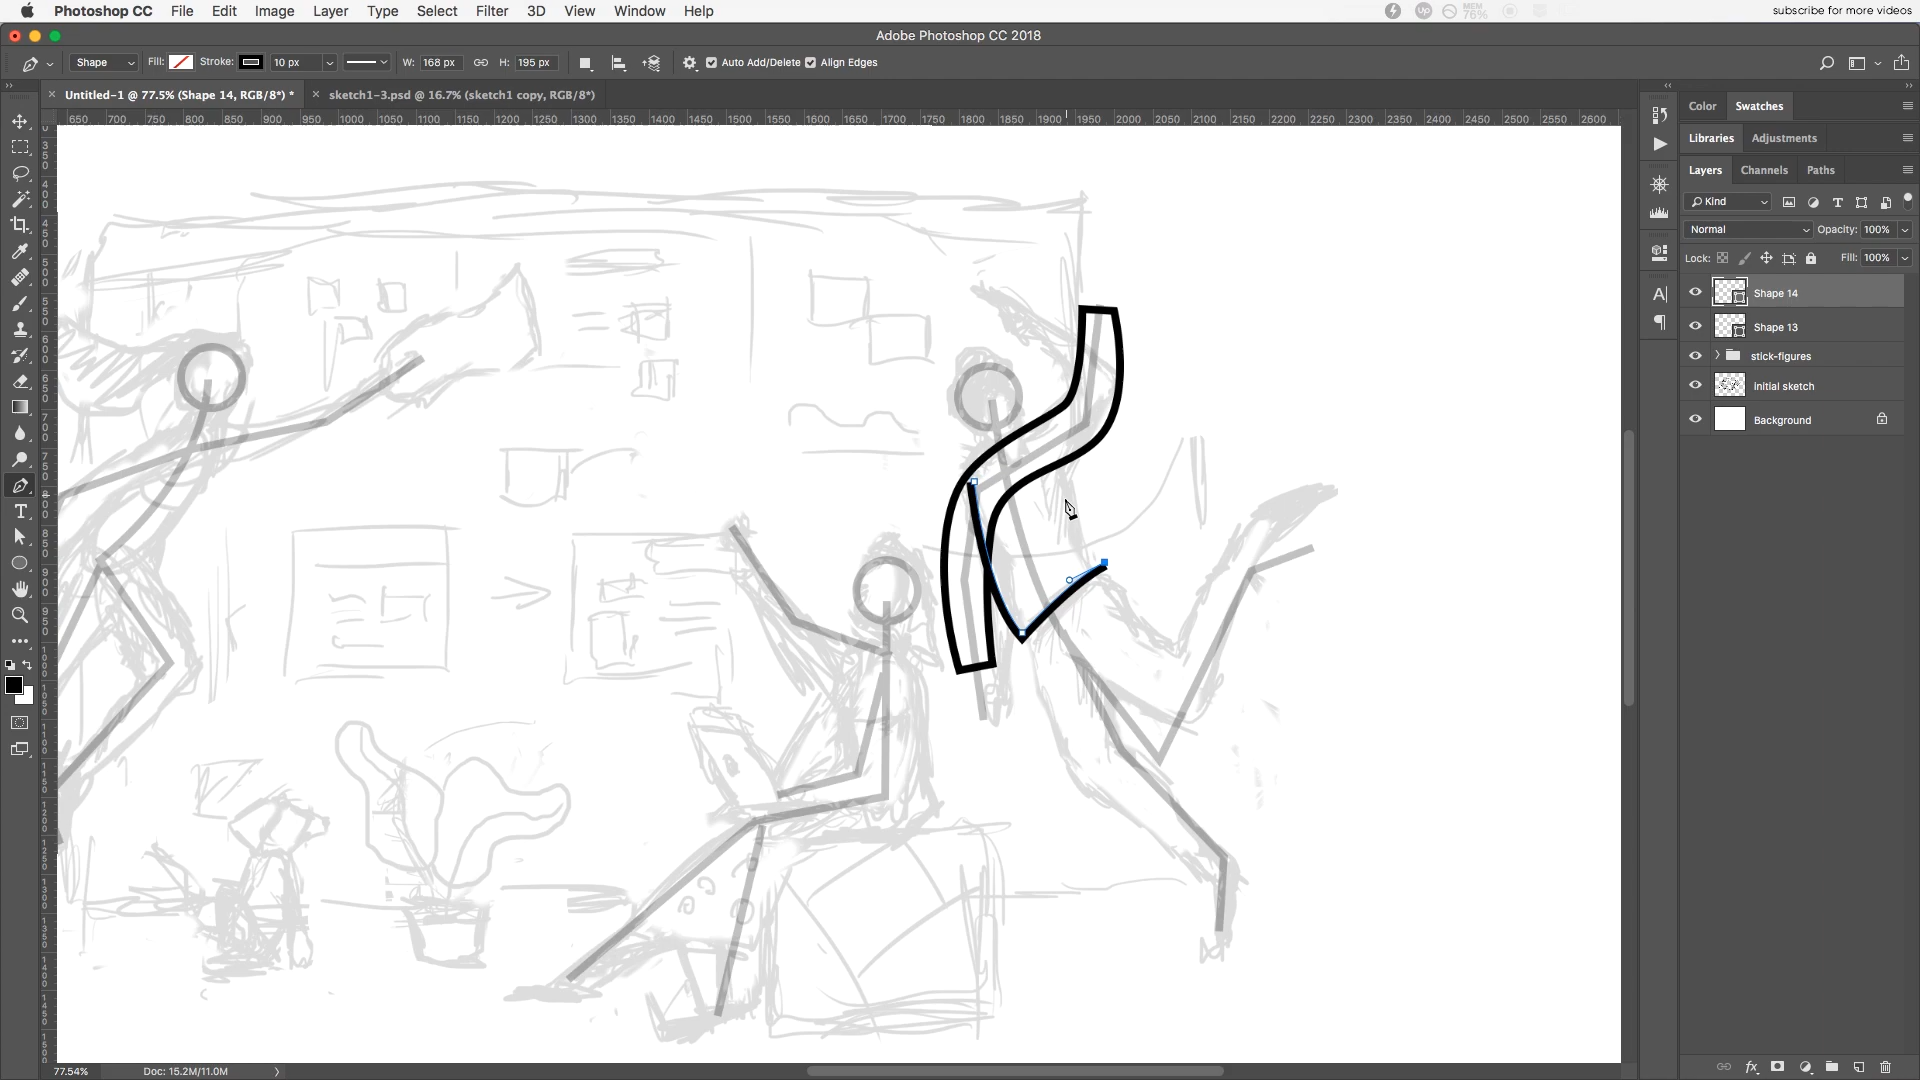 Photoshop CC File Edit Image Layer Type Select Filter 3D View Window Help
MEM
76%
subscribe for more videos
Adobe Photoshop CC 2018
Shape Fill: Stroke: 10 px W: 168 px H: 195 px Auto Add/Delete Align Edges
Untitled-1 @ 77.5% (Shape 14, RGB/8*) *
sketch1-3.psd @ 16.7% (sketch1 copy, RGB/8*)
650 700 750 800 850 900 950 1000 1050 1100 1150 1200 1250 1300 1350 1400 1450 1500 1550 1600 1650 1700 1750 1800 1850 1900 1950 2000 2050 2100 2150 2200 2250 2300 2350 2400 2450 2500 2550 2600
Color Swatches
Libraries Adjustments
Layers Channels Paths
Kind
Normal Opacity: 100%
Lock: Fill: 100%
Shape 14
Shape 13
stick-figures
Initial sketch
Background
77.54% Doc: 15.2M/11.0M